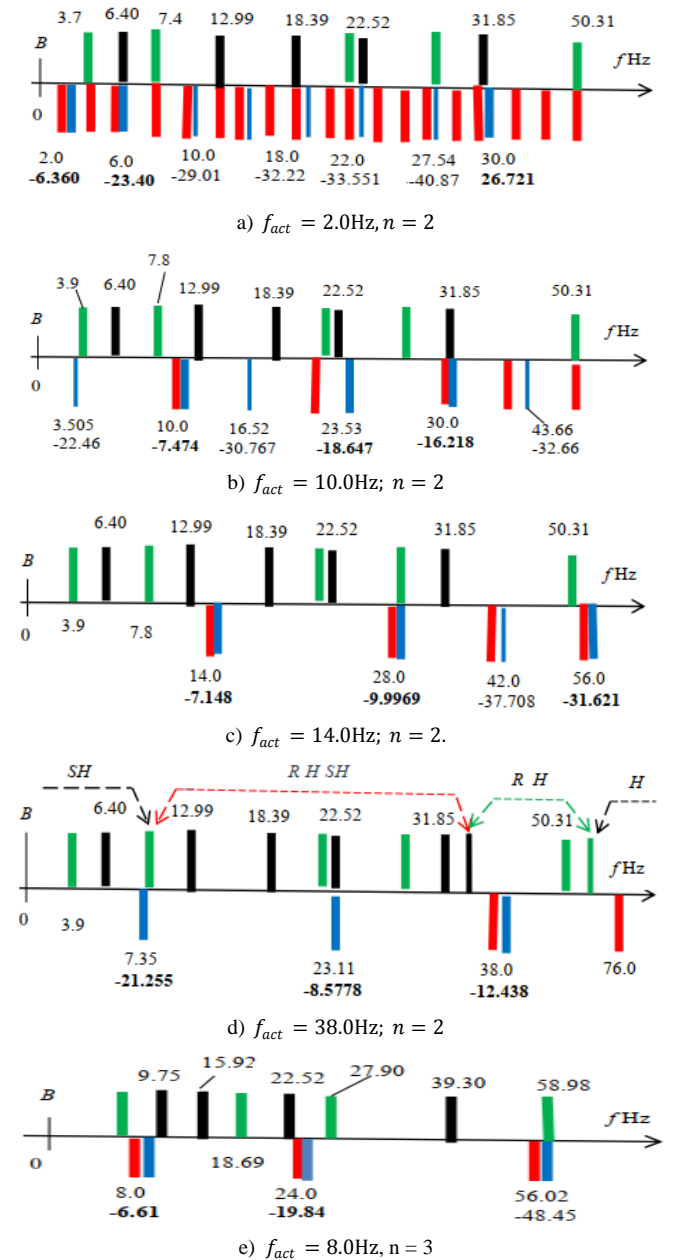 3.7 6.40 7.4 12.99 18.39 22.52 31.85 50.31
B
fHz
0
2.0 6.0 10.0 18.0 22.0 27.54 30.0
-6.360 -23.40 -29.01 -32.22 -33.551 -40.87 26.721
a) f_act = 2.0Hz, n = 2
7.8
3.9 6.40 12.99 18.39 22.52 31.85 50.31
B
fHz
0
3.505 10.0 16.52 23.53 30.0 43.66
-22.46 -7.474 -30.767 -18.647 -16.218 -32.66
b) f_act = 10.0Hz; n = 2
6.40 12.99 18.39 22.52 31.85 50.31
B
fHz
0
3.9 7.8
14.0 28.0 42.0 56.0
-7.148 -9.9969 -37.708 -31.621
c) f_act = 14.0Hz; n = 2.
SH R H SH R H H
B 6.40 12.99 18.39 22.52 31.85 50.31
fHz
0
3.9
7.35 23.11 38.0 76.0
-21.255 -8.5778 -12.438
d) f_act = 38.0Hz; n = 2
9.75 15.92 22.52 27.90 39.30 58.98
B
fHz
0
18.69
8.0 24.0 56.02
-6.61 -19.84 -48.45
e) f_act = 8.0Hz, n = 3